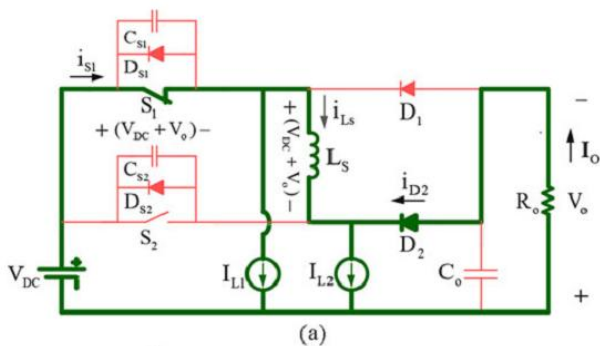 C_S1
i_S1
D_S1
S_1
+ (V_DC + V_o) −
i_Ls
D_1
−
+ (V_DC + V_o) −
L_S
I_O
C_S2
D_S2
i_D2
R_o
V_o
S_2
D_2
V_DC
+
I_L1
I_L2
C_o
+
(a)